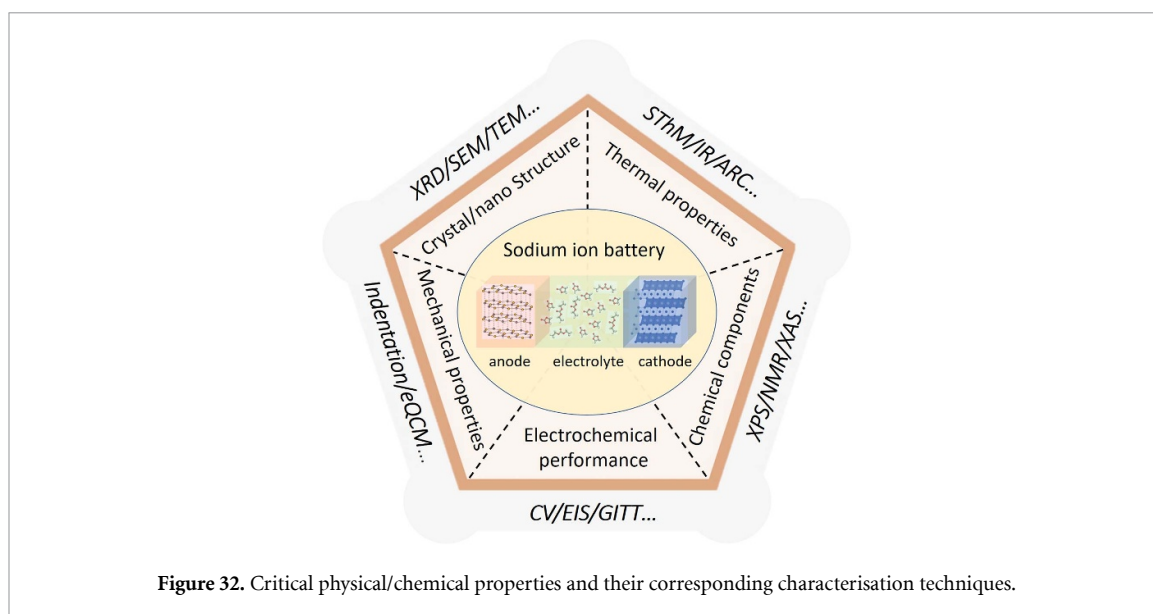 XRD/SEM/TEM...
SThM/IR/ARC...
Crystal/nano Structure
Thermal properties
Sodium ion battery
anode
electrolyte
cathode
Mechanical properties
Chemical components
Indentation/eQCM...
XPS/NMR/XAS...
Electrochemical
performance
CV/EIS/GITT...
Figure 32. Critical physical/chemical properties and their corresponding characterisation techniques.